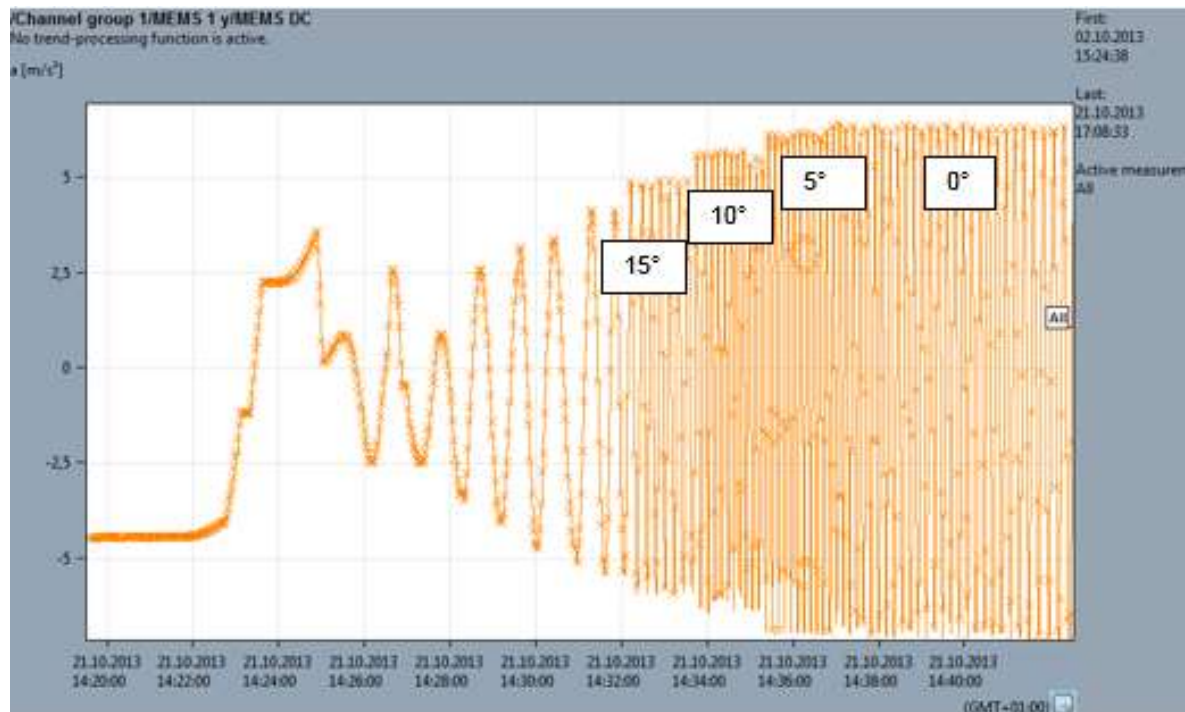 /Channel group 1/MEMS 1 y/MEMS DC
No trend-processing function is active.
a [m/s²]
First:
02.10.2013
15:24:38
Last:
21.10.2013
17:08:33
Active measurem
All
5
2,5
0
-2,5
-5
15°
10°
5°
0°
All
21.10.2013 21.10.2013 21.10.2013 21.10.2013 21.10.2013 21.10.2013 21.10.2013 21.10.2013 21.10.2013 21.10.2013 21.10.2013
14:20:00 14:22:00 14:24:00 14:26:00 14:28:00 14:30:00 14:32:00 14:34:00 14:36:00 14:38:00 14:40:00
(GMT+01:00)